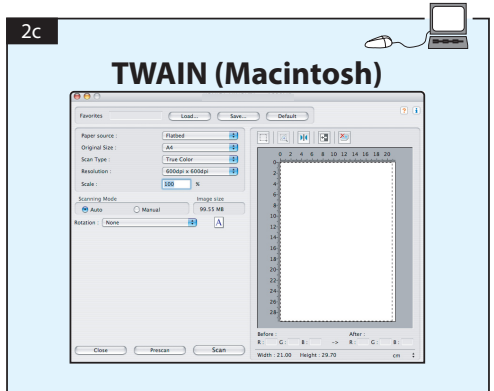 2c
TWAIN (Macintosh)
Favorites Load... Save... Default ? i
Paper source : Flatbed
Original Size : A4
Scan Type : True Color
Resolution : 600dpi x 600dpi
Scale : 100 %
Scanning Mode Image size
Auto Manual 99.55 MB
Rotation : None A
Close Prescan Scan
0 2 4 6 8 10 12 14 16 18 20
0
2
4
6
8
10
12
14
16
18
20
22
24
26
28
Before : After :
R : G : B : --> R : G : B :
Width : 21.00 Height : 29.70 cm